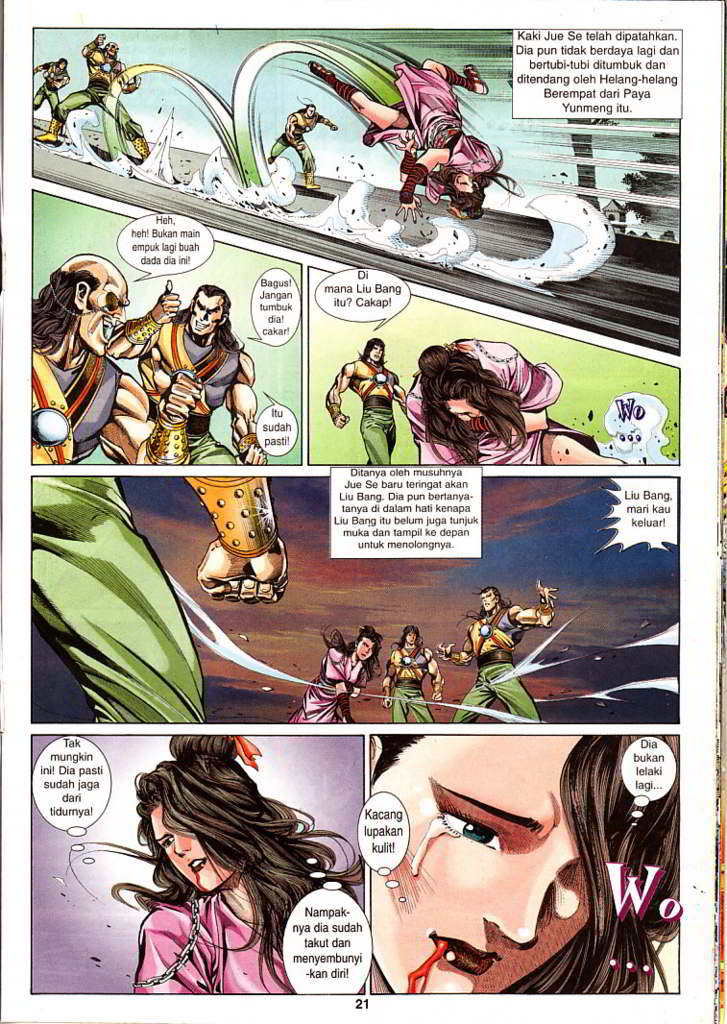 Kaki Jue Se telah dipatahkan.
Dia pun tidak berdaya lagi dan
bertubi-tubi ditumbuk dan
ditendang oleh Helang-helang
Berempat dari Paya
Yunmeng itu.
Heh,
heh! Bukan main
empuk lagi buah
dada dia ini!
Bagus!
Jangan
tumbuk
dia!
cakar!
Itu
sudah
pasti!
Di
mana Liu Bang
itu? Cakap!
Wo
...
Ditanya oleh musuhnya
Jue Se baru teringat akan
Liu Bang. Dia pun bertanya-
tanya di dalam hati kenapa
Liu Bang itu belum juga tunjuk
muka dan tampil ke depan
untuk menolongnya.
Liu Bang,
mari kau
keluar!
Tak
mungkin
ini! Dia pasti
sudah jaga
dari
tidurnya!
Nampak-
nya dia sudah
takut dan
menyembunyi
-kan diri!
Kacang
lupakan
kulit!
Dia
bukan
lelaki
lagi...
Wo
...
21